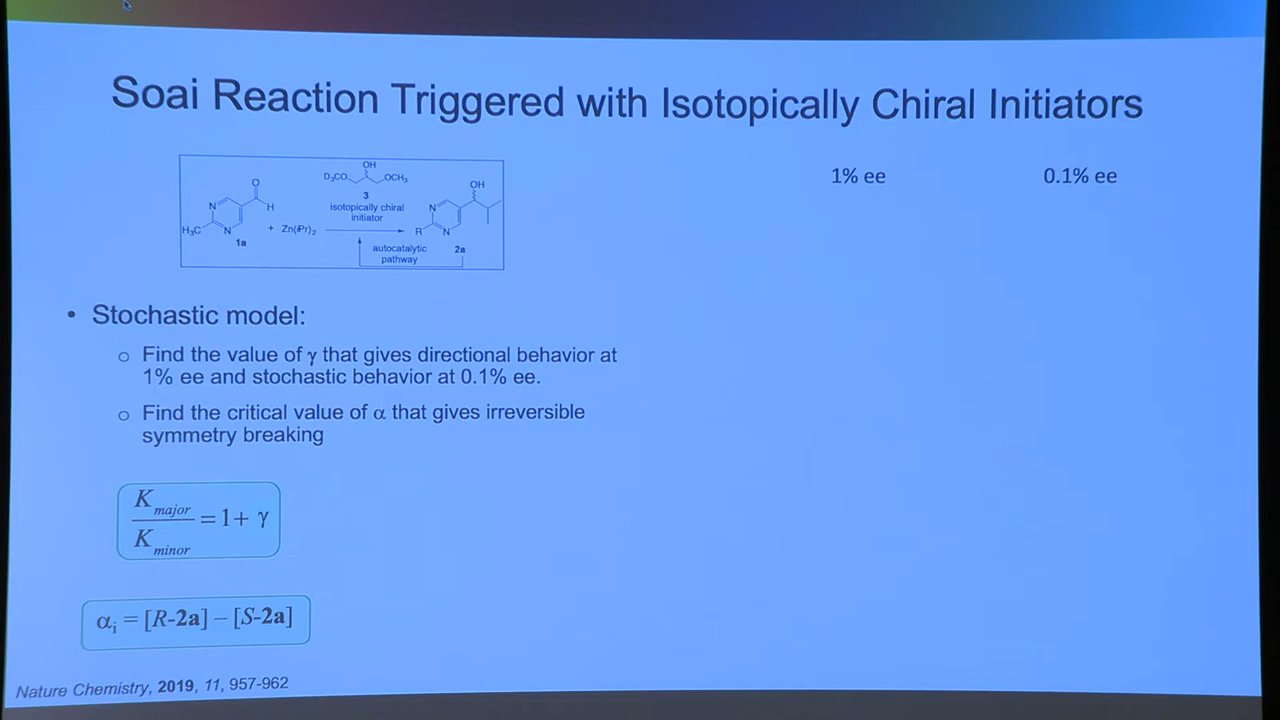 Soai Reaction Triggered with Isotopically Chiral Initiators
OH
D₃CO
OCH₃
3
isotopically chiral
initiator
O
H
N
N
H₃C
1a
+ Zn(iPr)₂
autocatalytic
pathway
OH
N
N
R
2a
1% ee
0.1% ee
• Stochastic model:
o Find the value of γ that gives directional behavior at
1% ee and stochastic behavior at 0.1% ee.
o Find the critical value of α that gives irreversible
symmetry breaking
K major / K minor = 1 + γ
αᵢ = [R-2a] – [S-2a]
Nature Chemistry, 2019, 11, 957-962